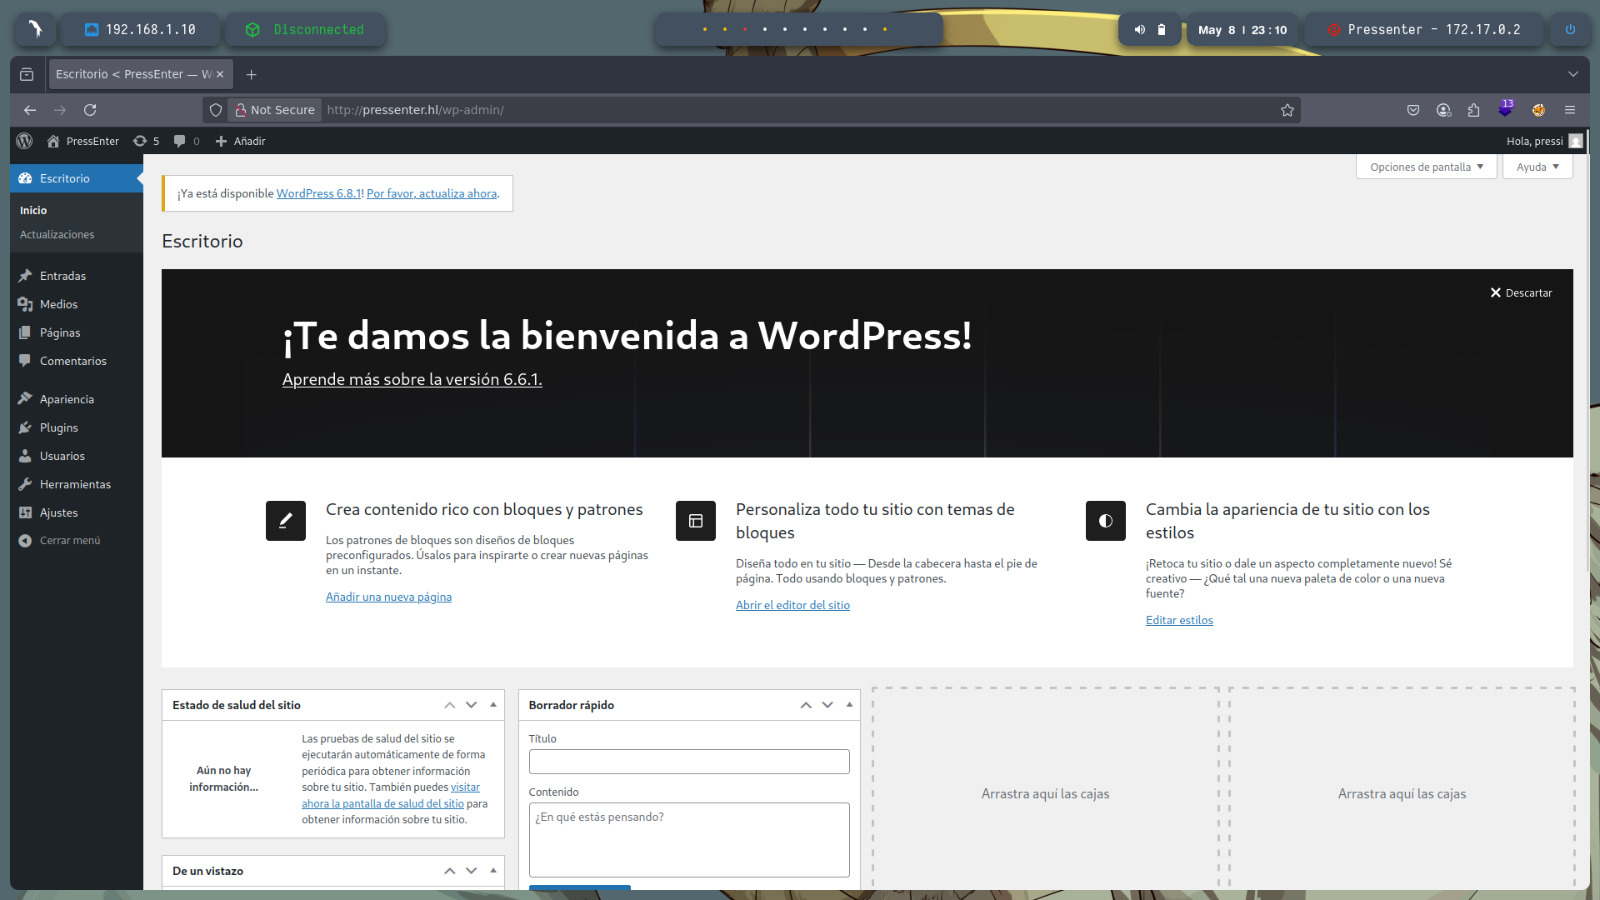 192.168.1.10
Disconnected
May 8 | 23:10
Pressenter - 172.17.0.2
Escritorio < PressEnter — W
Not Secure
http://pressenter.hl/wp-admin/
13
PressEnter
5
0
Añadir
Hola, pressi
Opciones de pantalla
Ayuda
Escritorio
Inicio
Actualizaciones
Entradas
Medios
Páginas
Comentarios
Apariencia
Plugins
Usuarios
Herramientas
Ajustes
Cerrar menú
¡Ya está disponible WordPress 6.8.1! Por favor, actualiza ahora.
Escritorio
Descartar
¡Te damos la bienvenida a WordPress!
Aprende más sobre la versión 6.6.1.
Crea contenido rico con bloques y patrones
Los patrones de bloques son diseños de bloques
preconfigurados. Úsalos para inspirarte o crear nuevas páginas
en un instante.
Añadir una nueva página
Personaliza todo tu sitio con temas de
bloques
Diseña todo en tu sitio — Desde la cabecera hasta el pie de
página. Todo usando bloques y patrones.
Abrir el editor del sitio
Cambia la apariencia de tu sitio con los
estilos
¡Retoca tu sitio o dale un aspecto completamente nuevo! Sé
creativo — ¿Qué tal una nueva paleta de color o una nueva
fuente?
Editar estilos
Estado de salud del sitio
Aún no hay
información...
Las pruebas de salud del sitio se
ejecutarán automáticamente de forma
periódica para obtener información
sobre tu sitio. También puedes visitar
ahora la pantalla de salud del sitio para
obtener información sobre tu sitio.
De un vistazo
Borrador rápido
Título
Contenido
¿En qué estás pensando?
Arrastra aquí las cajas
Arrastra aquí las cajas